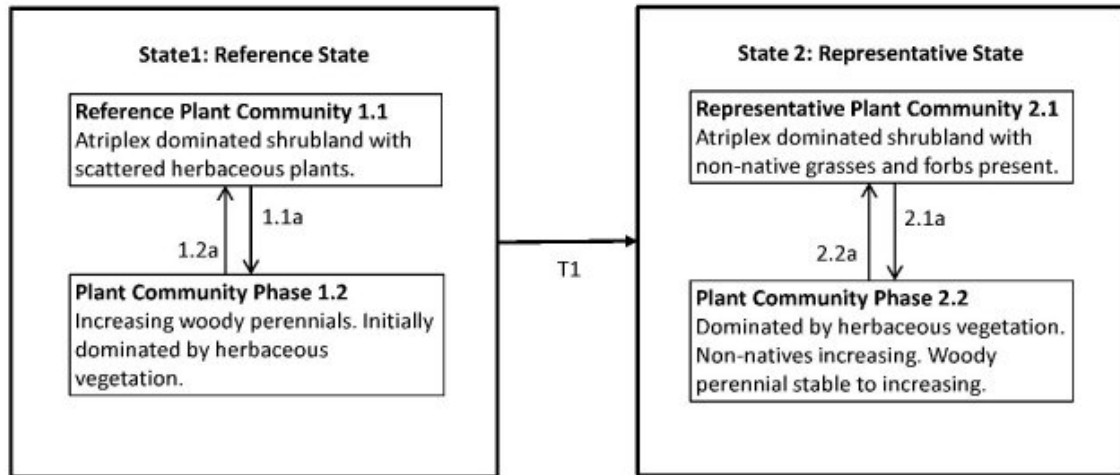 State1: Reference State
Reference Plant Community 1.1
Atriplex dominated shrubland with
scattered herbaceous plants.
1.1a
1.2a
Plant Community Phase 1.2
Increasing woody perennials. Initially
dominated by herbaceous
vegetation.
T1
State 2: Representative State
Representative Plant Community 2.1
Atriplex dominated shrubland with
non-native grasses and forbs present.
2.1a
2.2a
Plant Community Phase 2.2
Dominated by herbaceous vegetation.
Non-natives increasing. Woody
perennial stable to increasing.